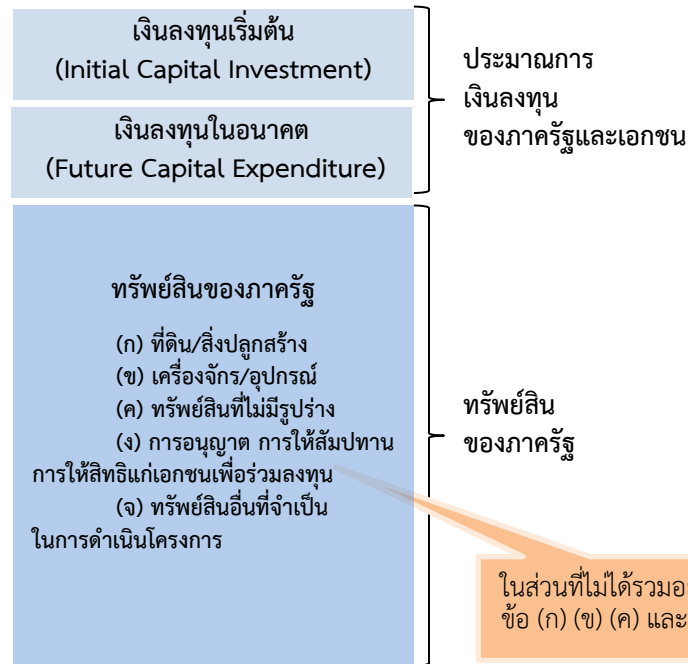 เงินลงทุนเริ่มต้น
(Initial Capital Investment)
เงินลงทุนในอนาคต
(Future Capital Expenditure)
ประมาณการ
เงินลงทุน
ของภาครัฐและเอกชน
ทรัพย์สินของภาครัฐ
(ก) ที่ดิน/สิ่งปลูกสร้าง
(ข) เครื่องจักร/อุปกรณ์
(ค) ทรัพย์สินที่ไม่มีรูปร่าง
(ง) การอนุญาต การให้สัมปทาน
การให้สิทธิแก่เอกชนเพื่อร่วมลงทุน
(จ) ทรัพย์สินอื่นที่จำเป็น
ในการดำเนินโครงการ
ทรัพย์สิน
ของภาครัฐ
ในส่วนที่ไม่ได้รวม
ข้อ (ก) (ข) (ค) และ